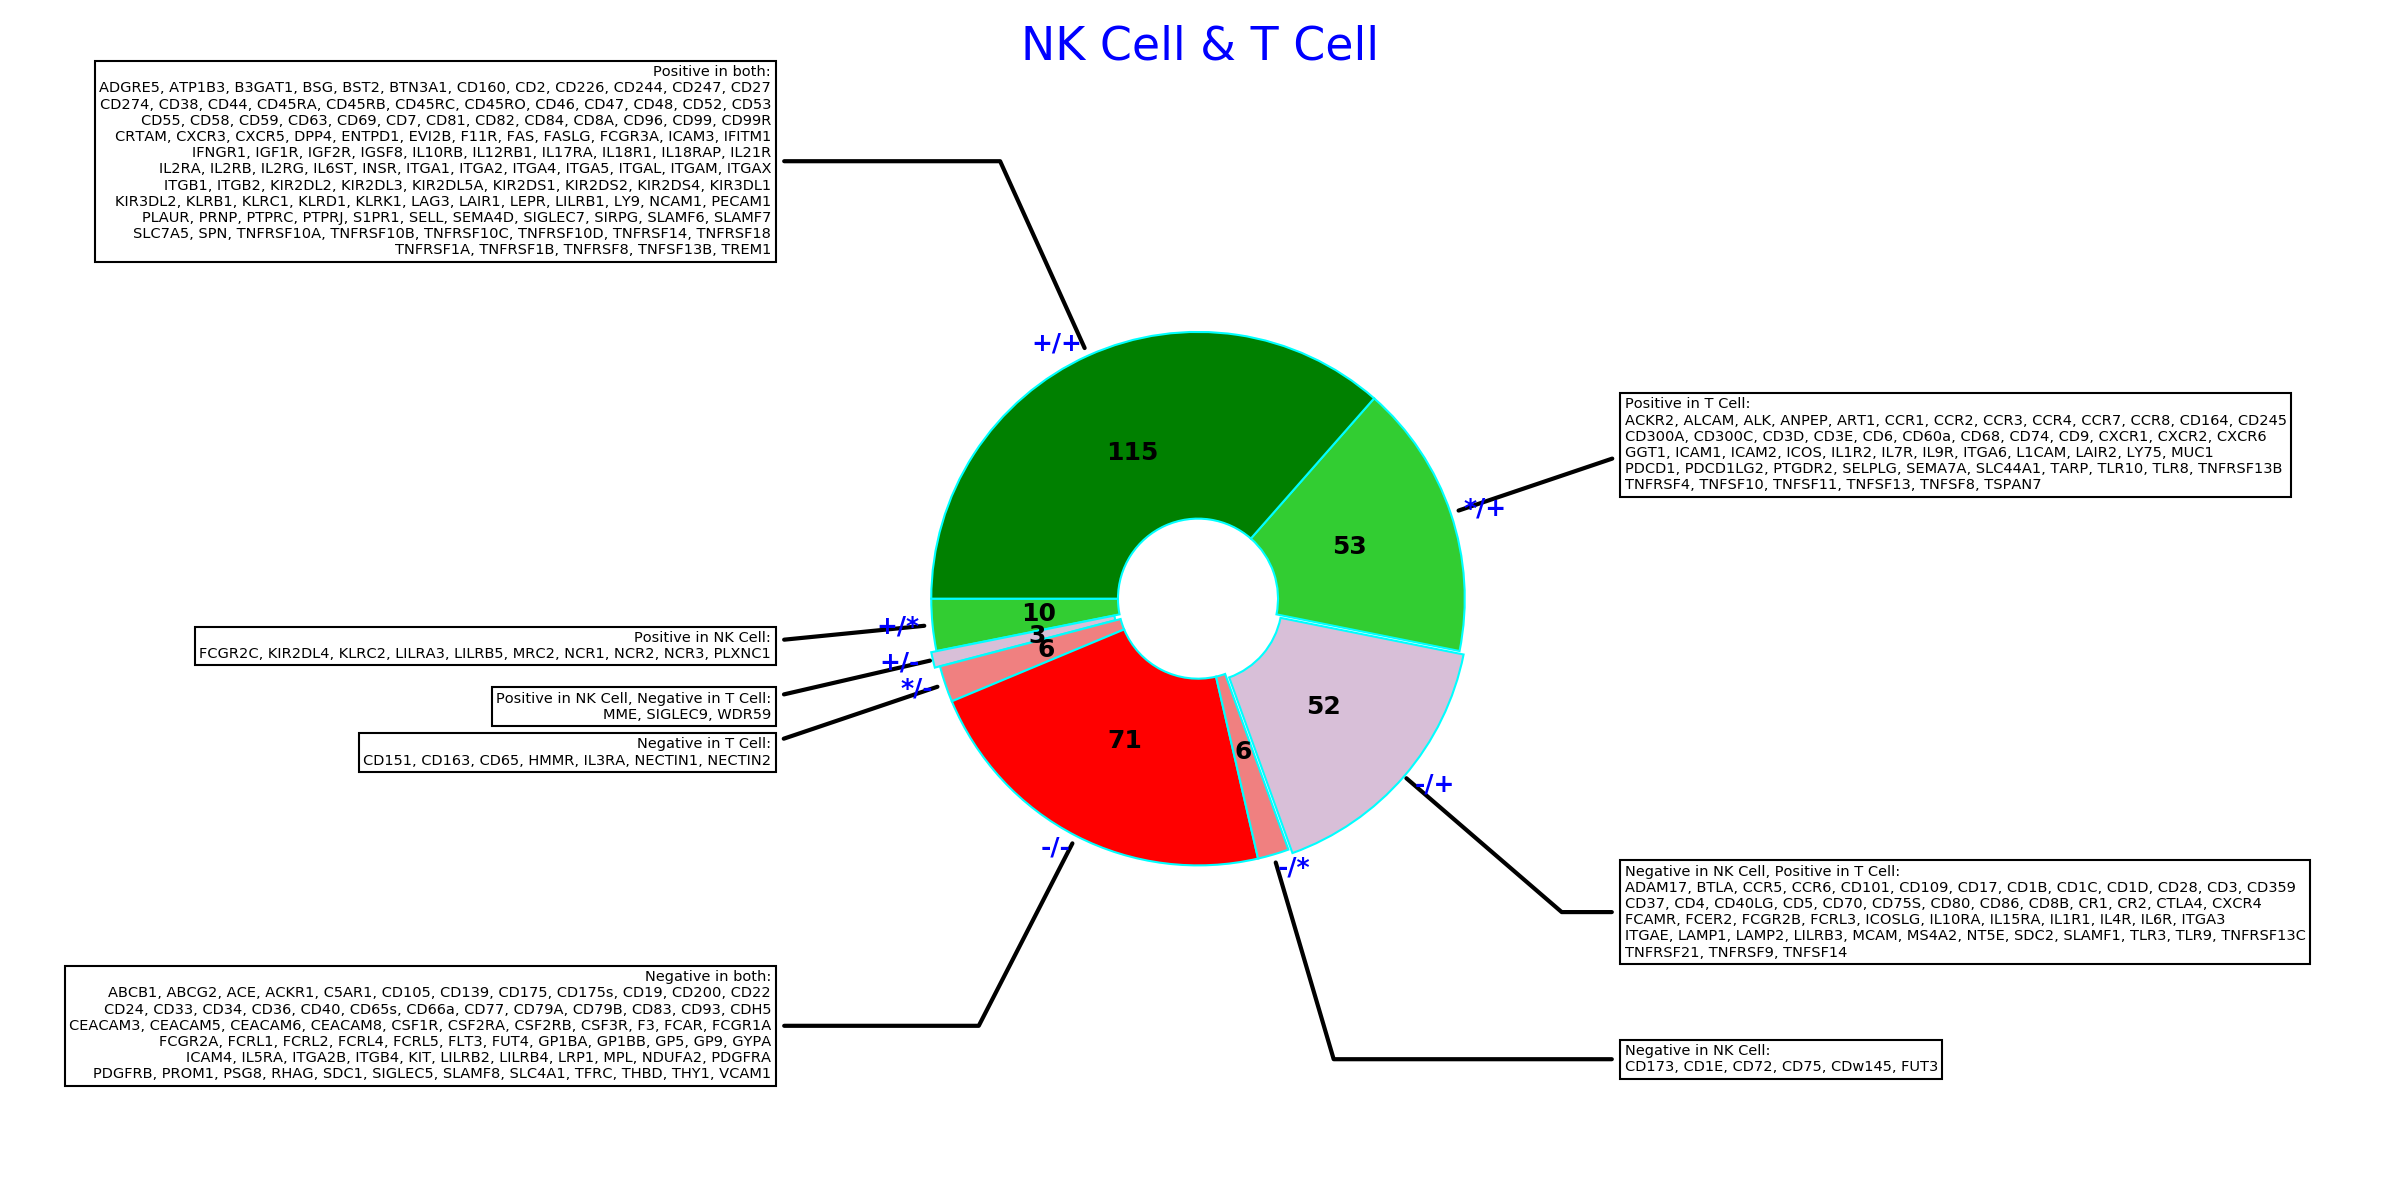 NK Cell & T Cell
Positive in both:
ADGRE5, ATP1B3, B3GAT1, BSG, BST2, BTN3A1, CD160, CD2, CD226, CD244, CD247, CD27
CD274, CD38, CD44, CD45RA, CD45RB, CD45RC, CD45RO, CD46, CD47, CD48, CD52, CD53
CD55, CD58, CD59, CD63, CD69, CD7, CD81, CD82, CD84, CD8A, CD96, CD99, CD99R
CRTAM, CXCR3, CXCR5, DPP4, ENTPD1, EVI2B, F11R, FAS, FASLG, FCGR3A, ICAM3, IFITM1
IFNGR1, IGF1R, IGF2R, IGSF8, IL10RB, IL12RB1, IL17RA, IL18R1, IL18RAP, IL21R
IL2RA, IL2RB, IL2RG, IL6ST, INSR, ITGA1, ITGA2, ITGA4, ITGA5, ITGAL, ITGAM, ITGAX
ITGB1, ITGB2, KIR2DL2, KIR2DL3, KIR2DL5A, KIR2DS1, KIR2DS2, KIR2DS4, KIR3DL1
KIR3DL2, KLRB1, KLRC1, KLRD1, KLRK1, LAG3, LAIR1, LEPR, LILRB1, LY9, NCAM1, PECAM1
PLAUR, PRNP, PTPRC, PTPRJ, S1PR1, SELL, SEMA4D, SIGLEC7, SIRPG, SLAMF6, SLAMF7
SLC7A5, SPN, TNFRSF10A, TNFRSF10B, TNFRSF10C, TNFRSF10D, TNFRSF14, TNFRSF18
TNFRSF1A, TNFRSF1B, TNFRSF8, TNFSF13B, TREM1
+/+
115
Positive in T Cell:
ACKR2, ALCAM, ALK, ANPEP, ART1, CCR1, CCR2, CCR3, CCR4, CCR7, CCR8, CD164, CD245
CD300A, CD300C, CD3D, CD3E, CD6, CD60a, CD68, CD74, CD9, CXCR1, CXCR2, CXCR6
GGT1, ICAM1, ICAM2, ICOS, IL1R2, IL7R, IL9R, ITGA6, L1CAM, LAIR2, LY75, MUC1
PDCD1, PDCD1LG2, PTGDR2, SELPLG, SEMA7A, SLC44A1, TARP, TLR10, TLR8, TNFRSF13B
TNFRSF4, TNFSF10, TNFSF11, TNFSF13, TNFSF8, TSPAN7
*/+
53
Positive in NK Cell:
FCGR2C, KIR2DL4, KLRC2, LILRA3, LILRB5, MRC2, NCR1, NCR2, NCR3, PLXNC1
+/*
10
Positive in NK Cell, Negative in T Cell:
MME, SIGLEC9, WDR59
+/-
3
Negative in T Cell:
CD151, CD163, CD65, HMMR, IL3RA, NECTIN1, NECTIN2
*/-
6
71
6
52
-/+
-/-
-/*
Negative in NK Cell, Positive in T Cell:
ADAM17, BTLA, CCR5, CCR6, CD101, CD109, CD17, CD1B, CD1C, CD1D, CD28, CD3, CD359
CD37, CD4, CD40LG, CD5, CD70, CD75S, CD80, CD86, CD8B, CR1, CR2, CTLA4, CXCR4
FCAMR, FCER2, FCGR2B, FCRL3, ICOSLG, IL10RA, IL15RA, IL1R1, IL4R, IL6R, ITGA3
ITGAE, LAMP1, LAMP2, LILRB3, MCAM, MS4A2, NT5E, SDC2, SLAMF1, TLR3, TLR9, TNFRSF13C
TNFRSF21, TNFRSF9, TNFSF14
Negative in both:
ABCB1, ABCG2, ACE, ACKR1, C5AR1, CD105, CD139, CD175, CD175s, CD19, CD200, CD22
CD24, CD33, CD34, CD36, CD40, CD65s, CD66a, CD77, CD79A, CD79B, CD83, CD93, CDH5
CEACAM3, CEACAM5, CEACAM6, CEACAM8, CSF1R, CSF2RA, CSF2RB, CSF3R, F3, FCAR, FCGR1A
FCGR2A, FCRL1, FCRL2, FCRL4, FCRL5, FLT3, FUT4, GP1BA, GP1BB, GP5, GP9, GYPA
ICAM4, IL5RA, ITGA2B, ITGB4, KIT, LILRB2, LILRB4, LRP1, MPL, NDUFA2, PDGFRA
PDGFRB, PROM1, PSG8, RHAG, SDC1, SIGLEC5, SLAMF8, SLC4A1, TFRC, THBD, THY1, VCAM1
Negative in NK Cell:
CD173, CD1E, CD72, CD75, CDw145, FUT3